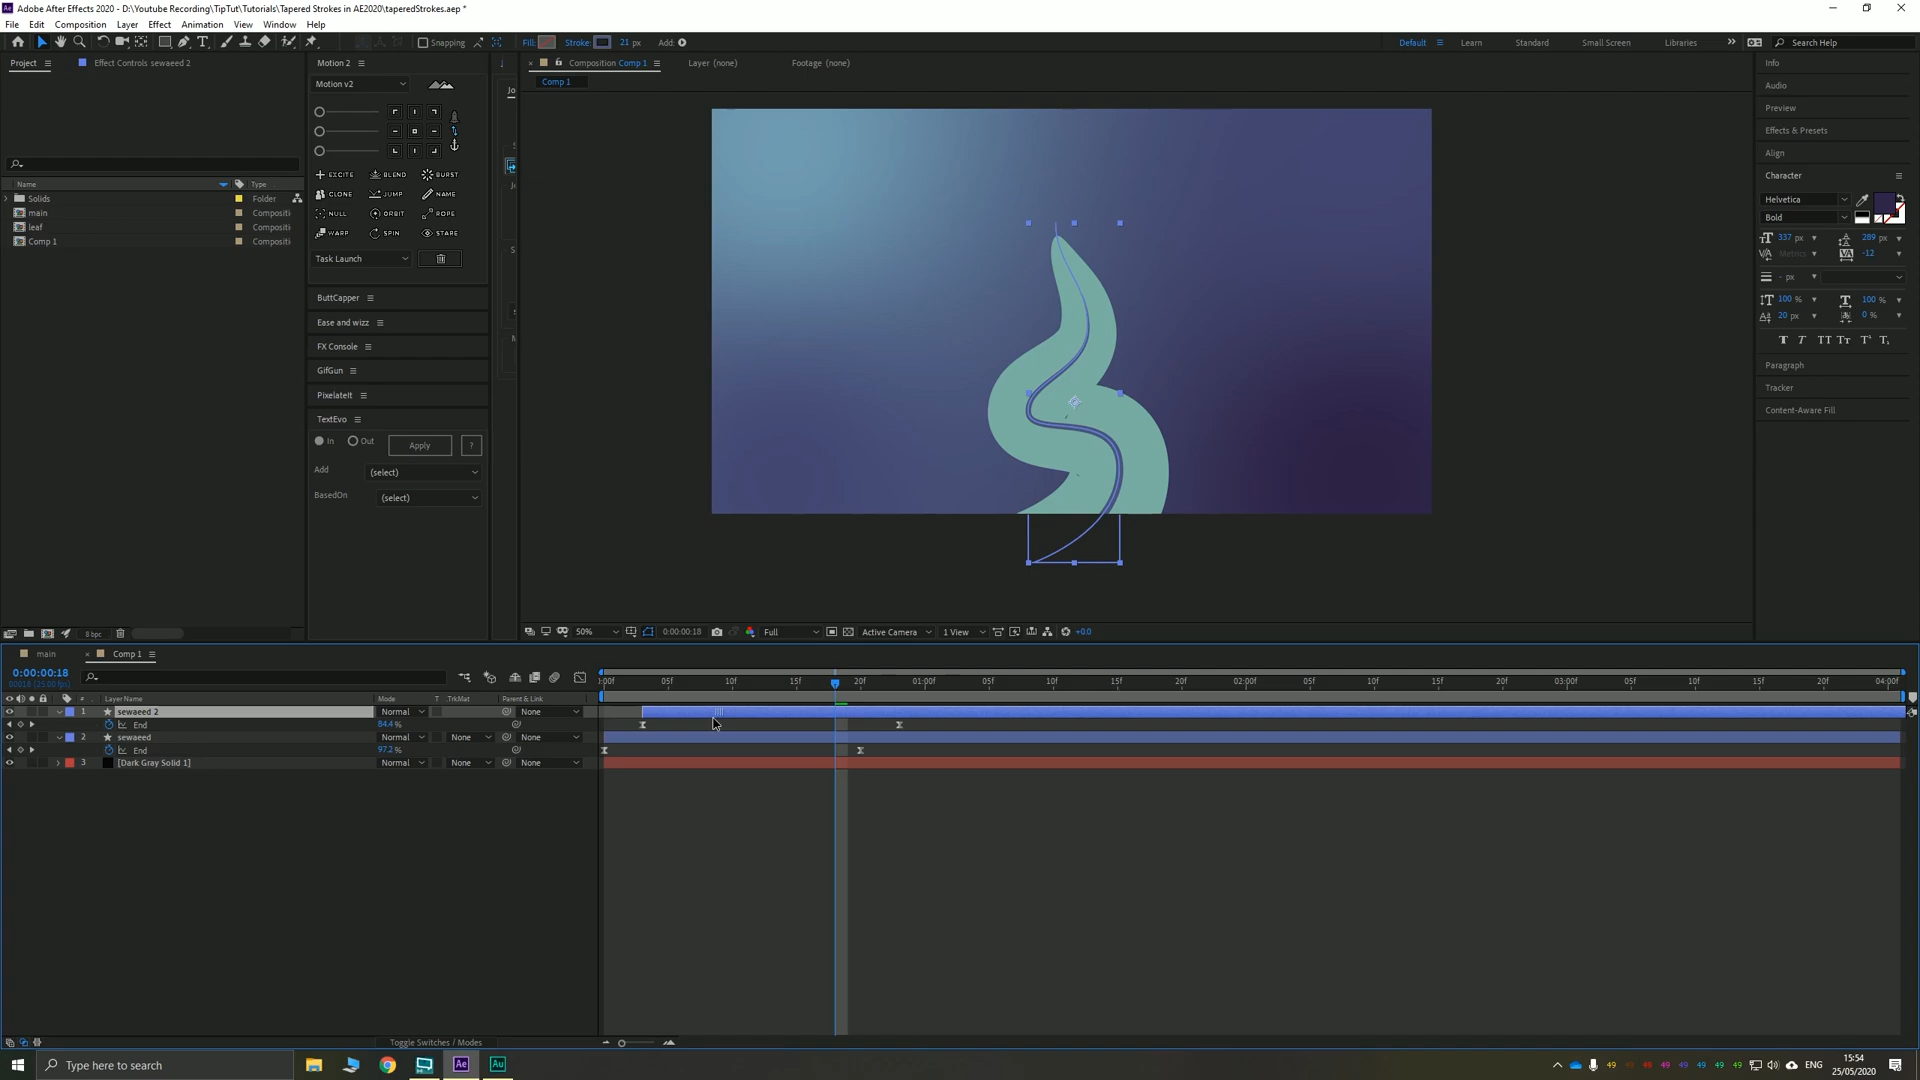 Adobe After Effects 2020 - D:\Youtube Recording\TipTut\Tutorials\Tapered Strokes in AE2020\taperedStrokes.aep *
File Edit Composition Layer Effect Animation View Window Help
Snapping Fill: Stroke: 21 px Add: Default Learn Standard Small Screen Libraries Search Help
Project Effect Controls sewaeed 2 Motion 2 Composition Comp 1 Layer (none) Footage (none) Info
Motion v2 Comp 1 Audio
Preview
Effects & Presets
Align
Name Type EXCITE BLEND BURST Character
Solids Folder CLONE JUMP NAME Helvetica
main Compositi NULL ORBIT ROPE Bold
leaf Compositi WARP SPIN STARE 337 px 289 px
Comp 1 Compositi Metrics -12
Task Launch - px
ButtCapper 100 % 100 %
Ease and wizz 20 px 0 %
FX Console
GifGun Paragraph
PixelateIt Tracker
TextEvo Content-Aware Fill
In Out Apply ?
Add (select)
BasedOn (select)
8 bpc 50% 0:00:00:18 Full Active Camera 1 View +0.0
main Comp 1
0:00:00:18
00018 (25.00 fps) :00f 05f 10f 15f 20f 01:00f 05f 10f 15f 20f 02:00f 05f 10f 15f 20f 03:00f 05f 10f 15f 20f 04:00f
# Layer Name Mode T .TrkMat Parent & Link
1 sewaeed 2 Normal None
End 84.4 %
2 sewaeed Normal None None
End 97.2 %
3 [Dark Gray Solid 1] Normal None None
Toggle Switches / Modes
Type here to search Ae Au 49 49 49 49 49 49 ENG 15:54
25/05/2020